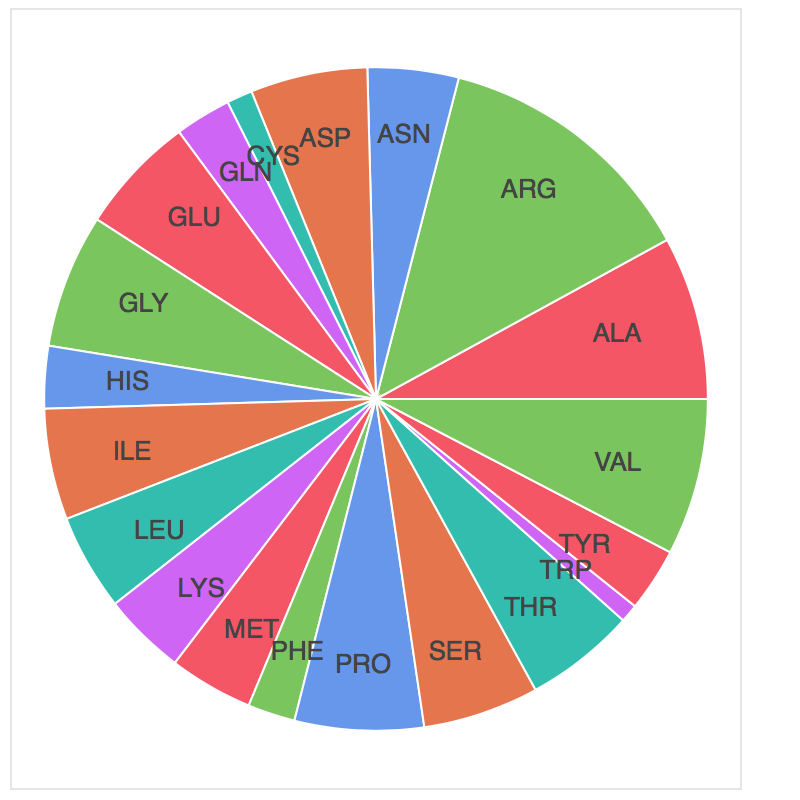 ASP
ASN
CYS
GLN
ARG
GLU
GLY
ALA
HIS
ILE
VAL
LEU
TYR
TRP
LYS
THR
MET
PHE
PRO
SER